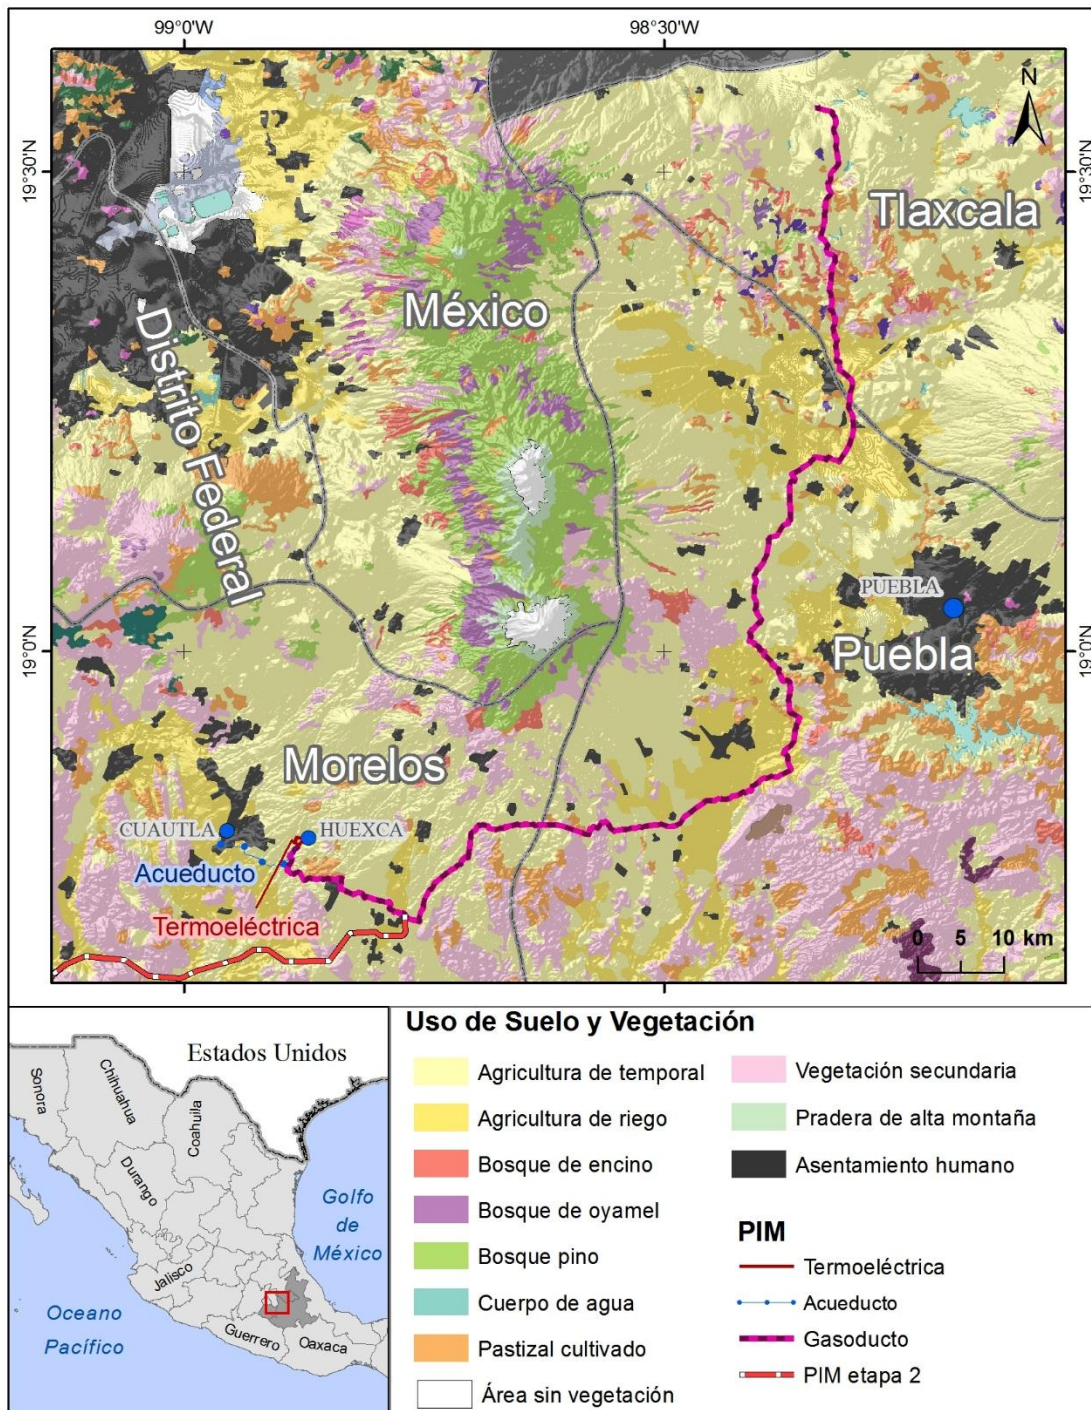 99°0'W
98°30'W
N
19°30'N
19°30'N
Tlaxcala
México
Distrito Federal
PUEBLA
19°0'N
19°0'N
Puebla
Morelos
CUAUTLA
HUEXCA
Acueducto
Termoeléctrica
0 5 10 km
Estados Unidos
Sonora
Chihuahua
Coahuila
Durango
Golfo
de
México
Jalisco
Oceano
Pacífico
Guerrero
Oaxaca
Uso de Suelo y Vegetación
Agricultura de temporal
Agricultura de riego
Bosque de encino
Bosque de oyamel
Bosque pino
Cuerpo de agua
Pastizal cultivado
Área sin vegetación
Vegetación secundaria
Pradera de alta montaña
Asentamiento humano
PIM
Termoeléctrica
Acueducto
Gasoducto
PIM etapa 2